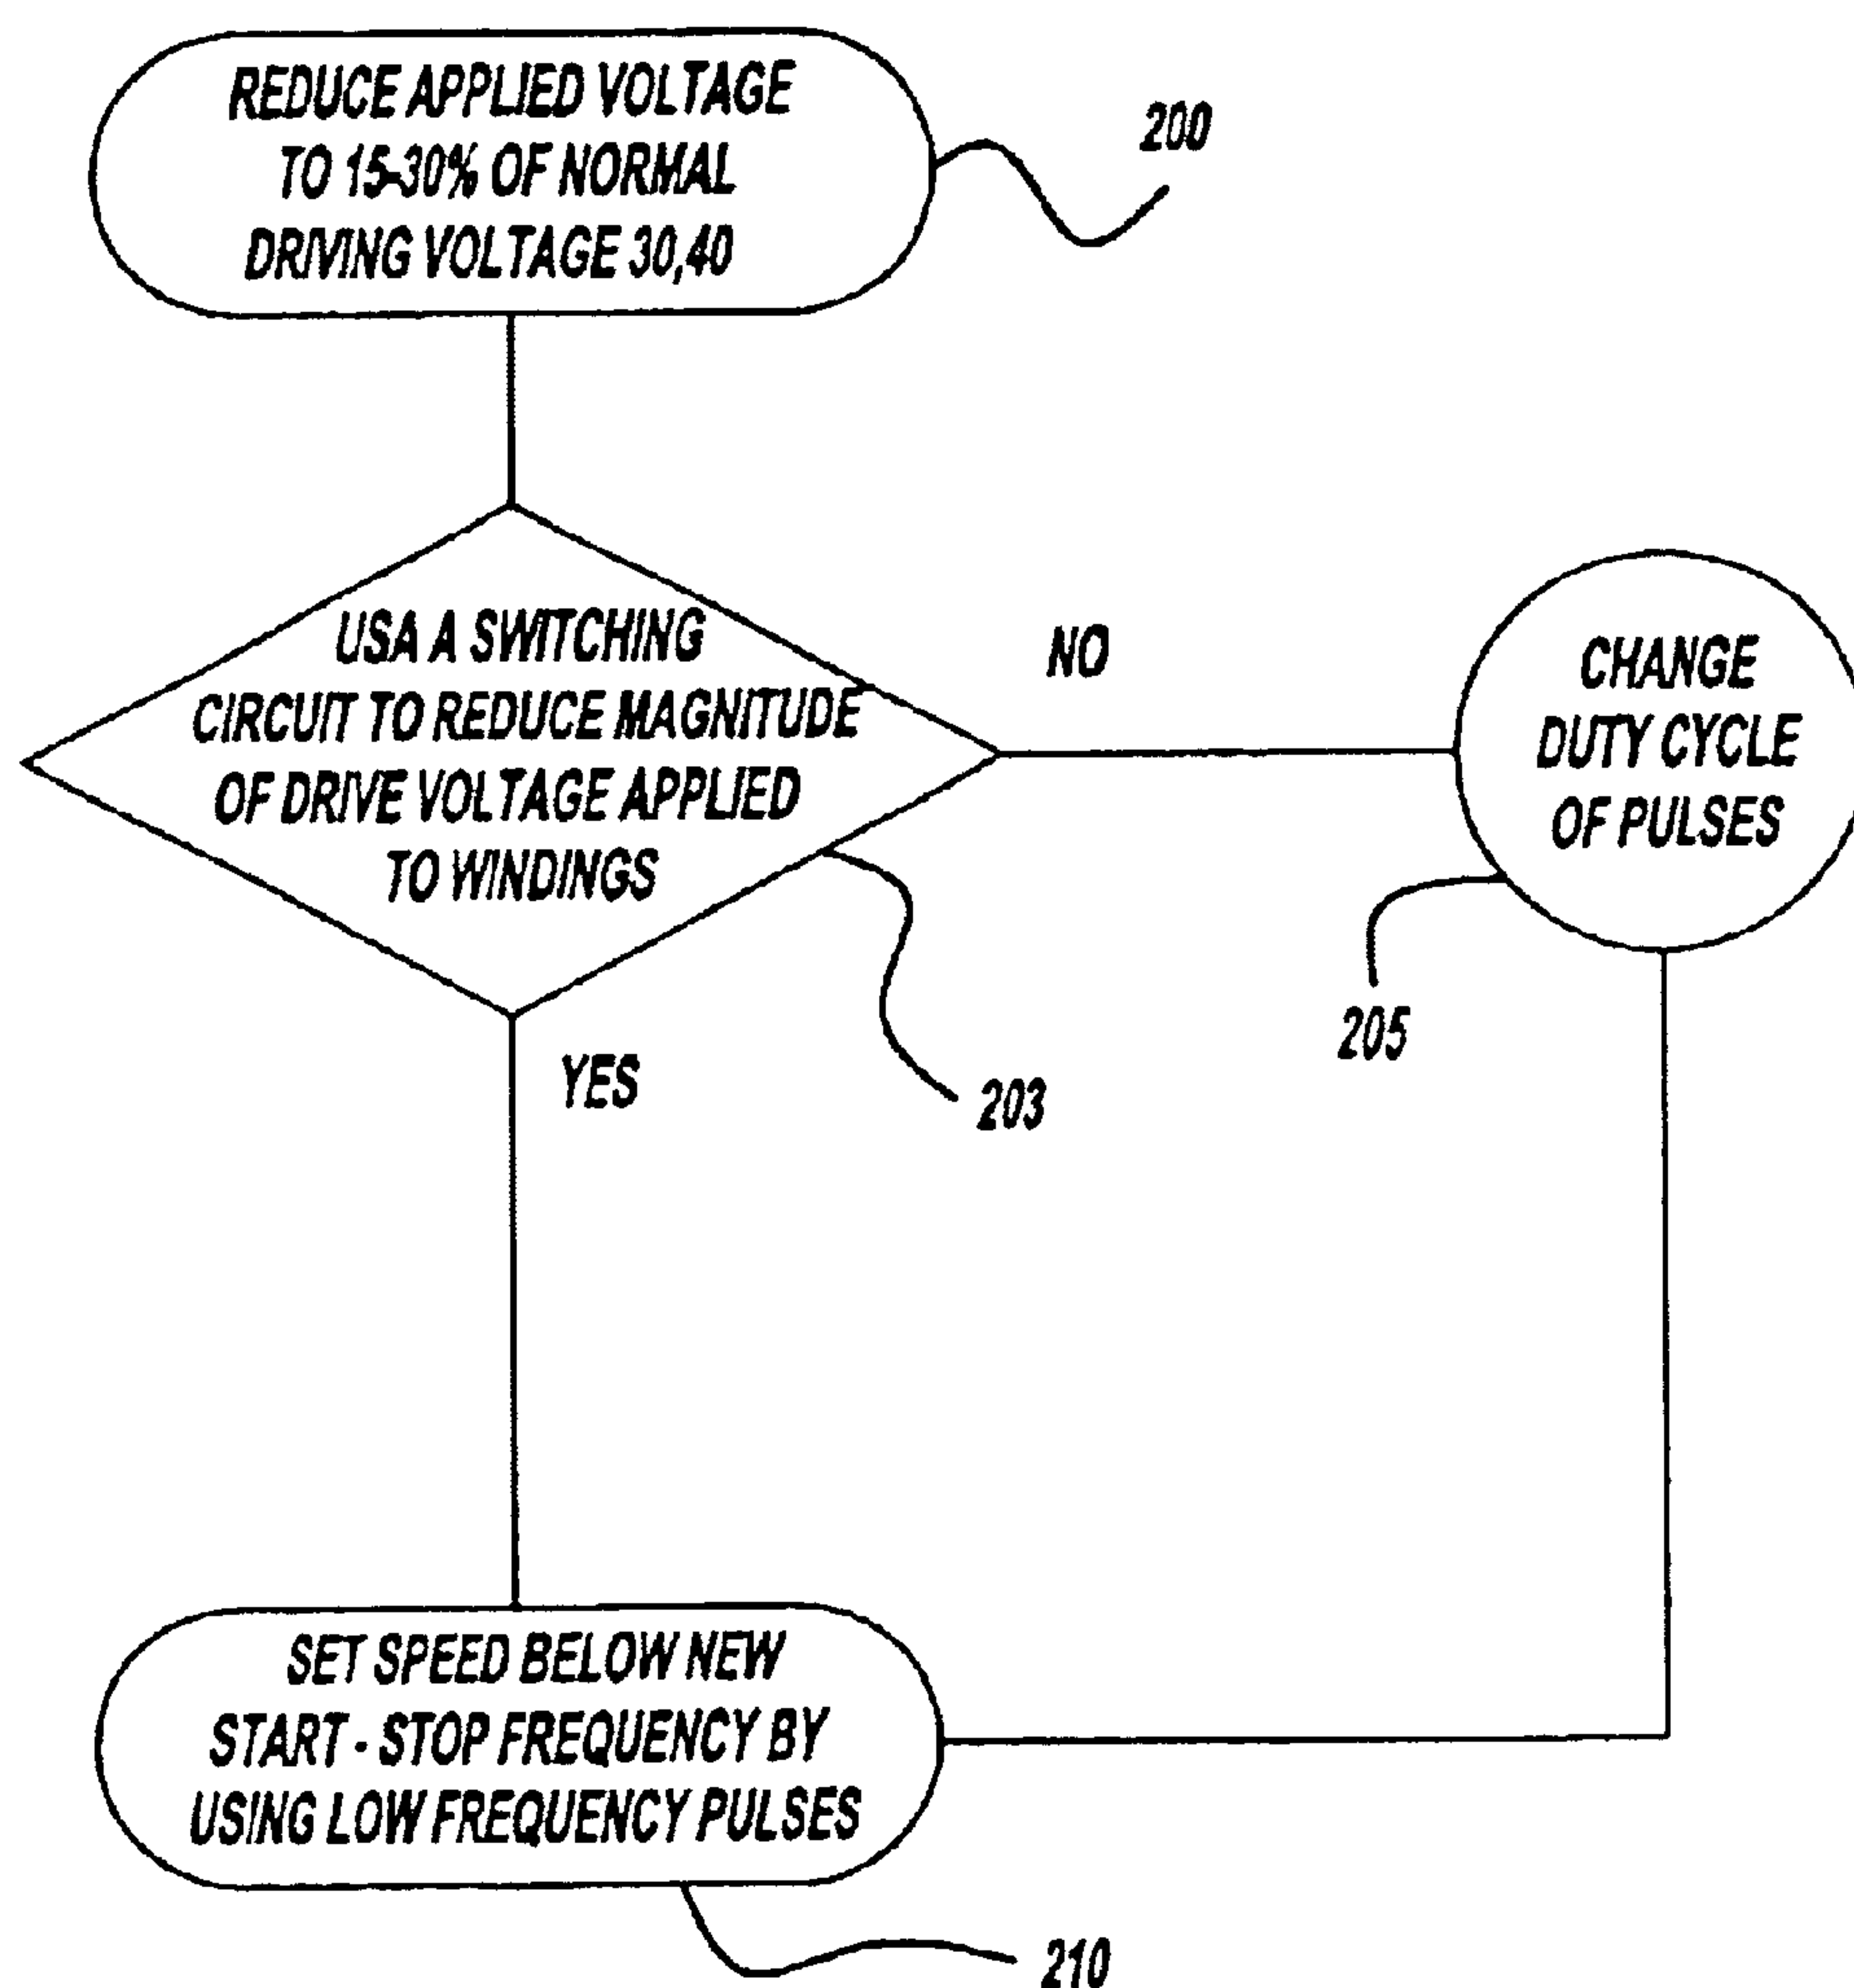 REDUCE APPLIED VOLTAGE
TO 15-30% OF NORMAL
DRIVING VOLTAGE 30,40
200
USA A SWITCHING
CIRCUIT TO REDUCE MAGNITUDE
OF DRIVE VOLTAGE APPLIED
TO WINDINGS
NO
CHANGE
DUTY CYCLE
OF PULSES
205
YES
203
SET SPEED BELOW NEW
START - STOP FREQUENCY BY
USING LOW FREQUENCY PULSES
210